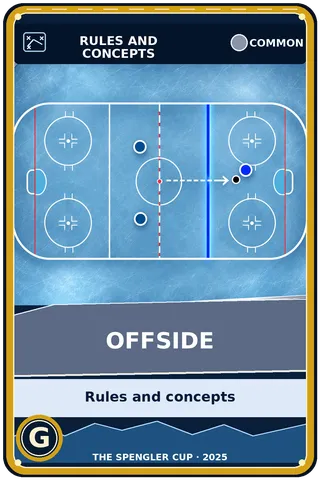 RULES AND
CONCEPTS
COMMON
OFFSIDE
Rules and concepts
G
THE SPENGLER CUP · 2025